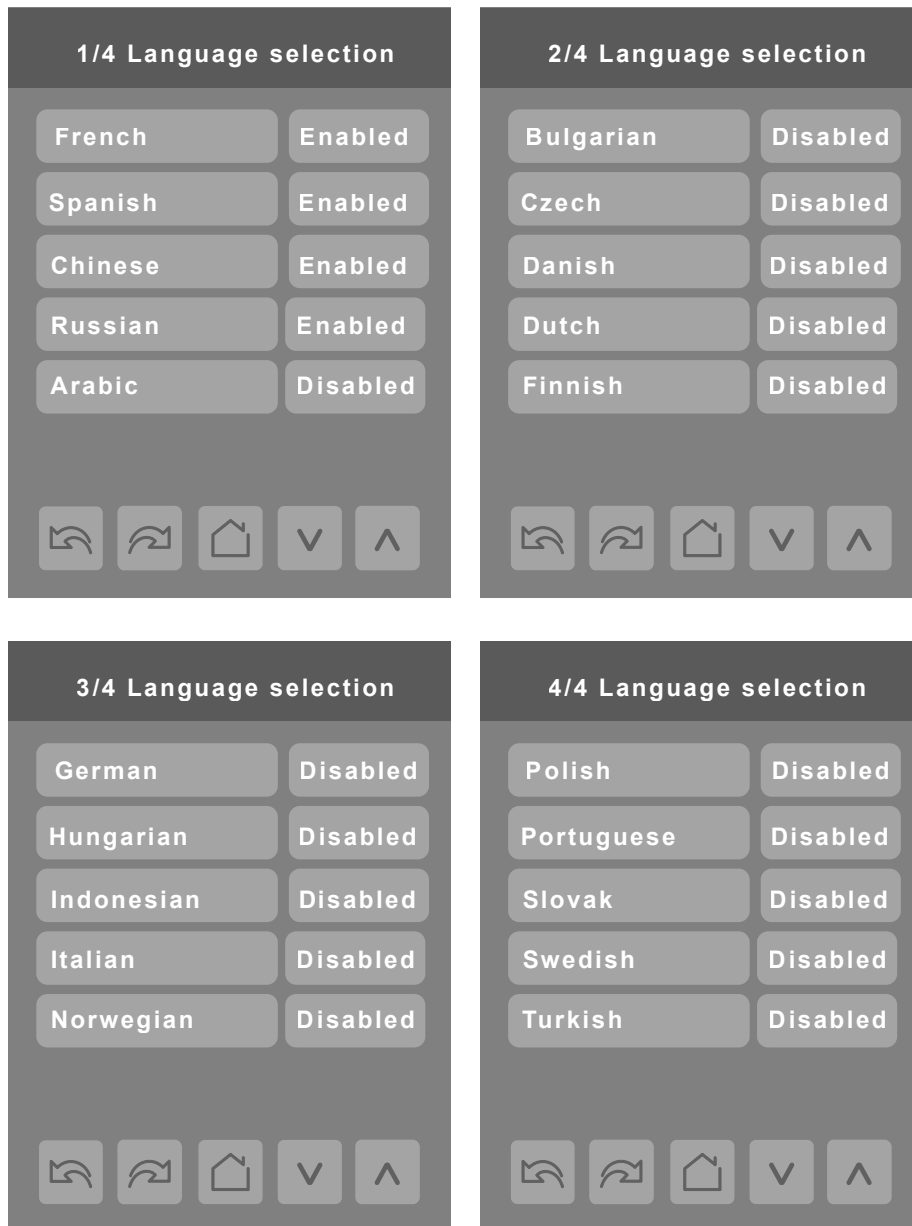 1/4 Language selection
French Enabled
Spanish Enabled
Chinese Enabled
Russian Enabled
Arabic Disabled
2/4 Language selection
Bulgarian Disabled
Czech Disabled
Danish Disabled
Dutch Disabled
Finnish Disabled
3/4 Language selection
German Disabled
Hungarian Disabled
Indonesian Disabled
Italian Disabled
Norwegian Disabled
4/4 Language selection
Polish Disabled
Portuguese Disabled
Slovak Disabled
Swedish Disabled
Turkish Disabled